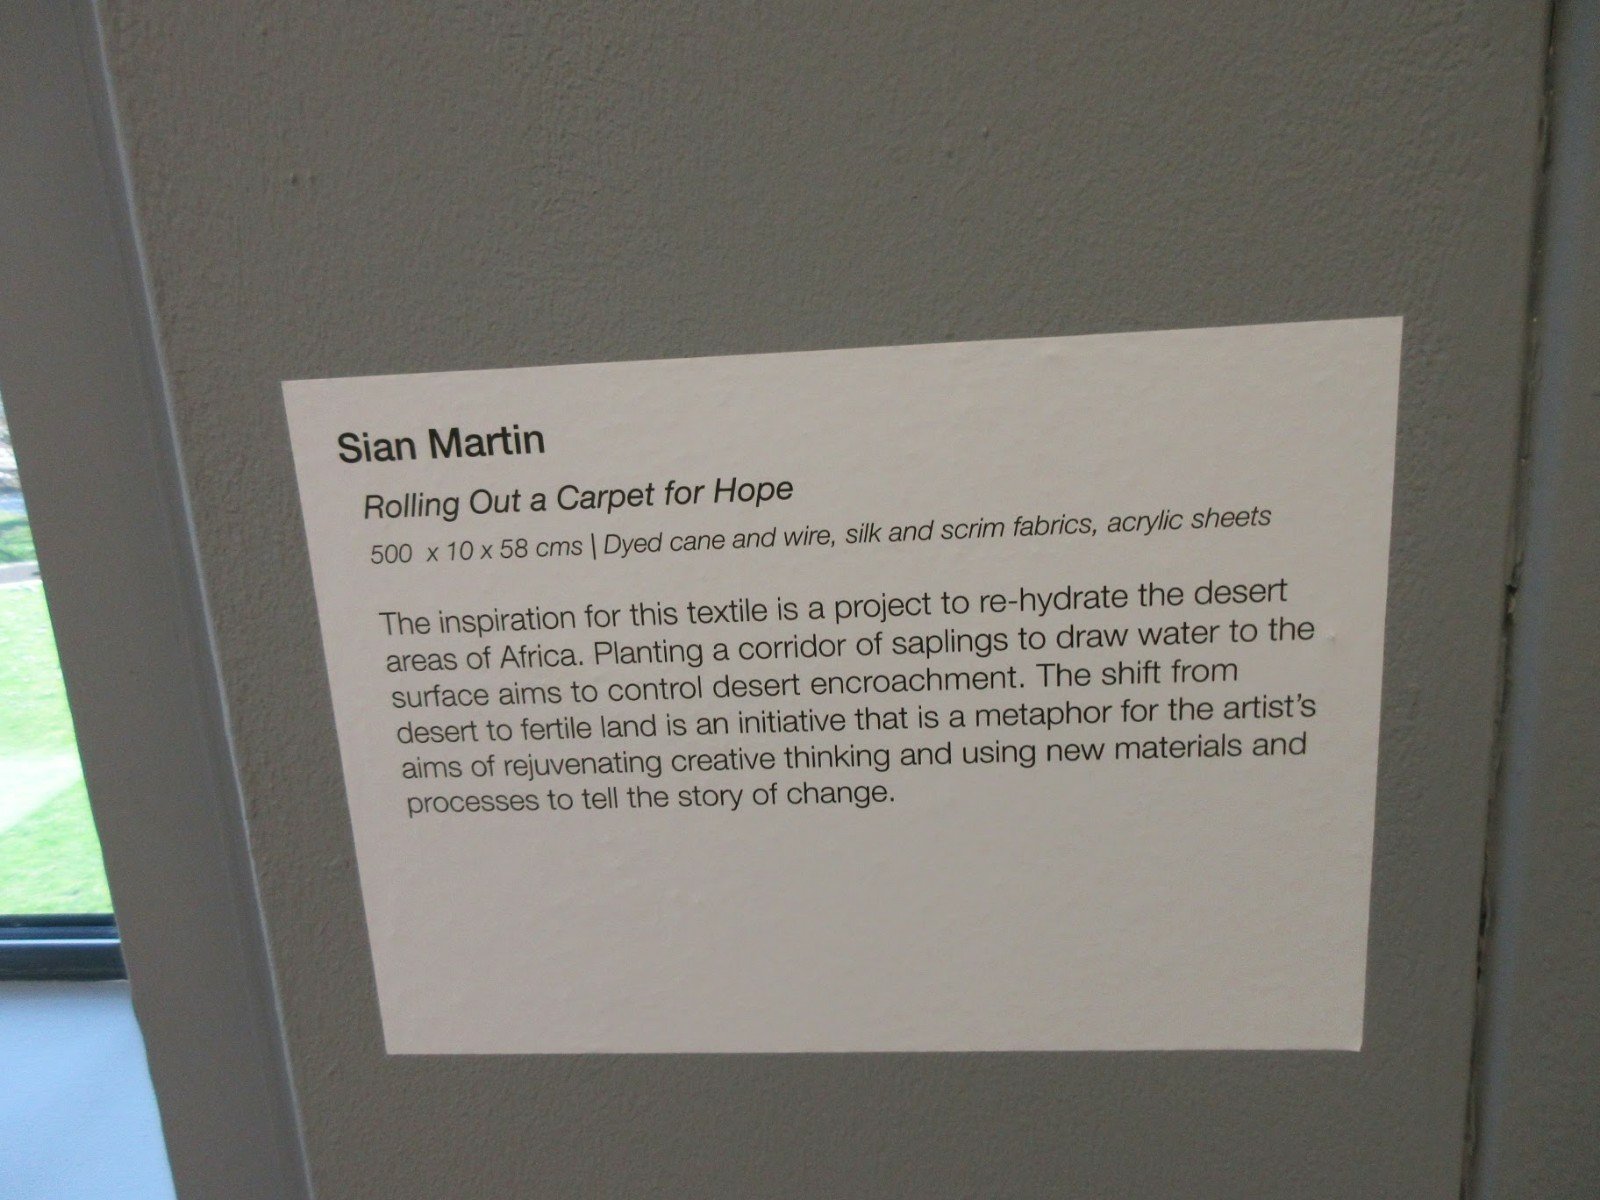 Sian Martin
Rolling Out a Carpet for Hope
500 x 10 x 58 cms | Dyed cane and wire, silk and scrim fabrics, acrylic sheets
The inspiration for this textile is a project to re-hydrate the desert
areas of Africa. Planting a corridor of saplings to draw water to the
surface aims to control desert encroachment. The shift from
desert to fertile land is an initiative that is a metaphor for the artist's
aims of rejuvenating creative thinking and using new materials and
processes to tell the story of change.